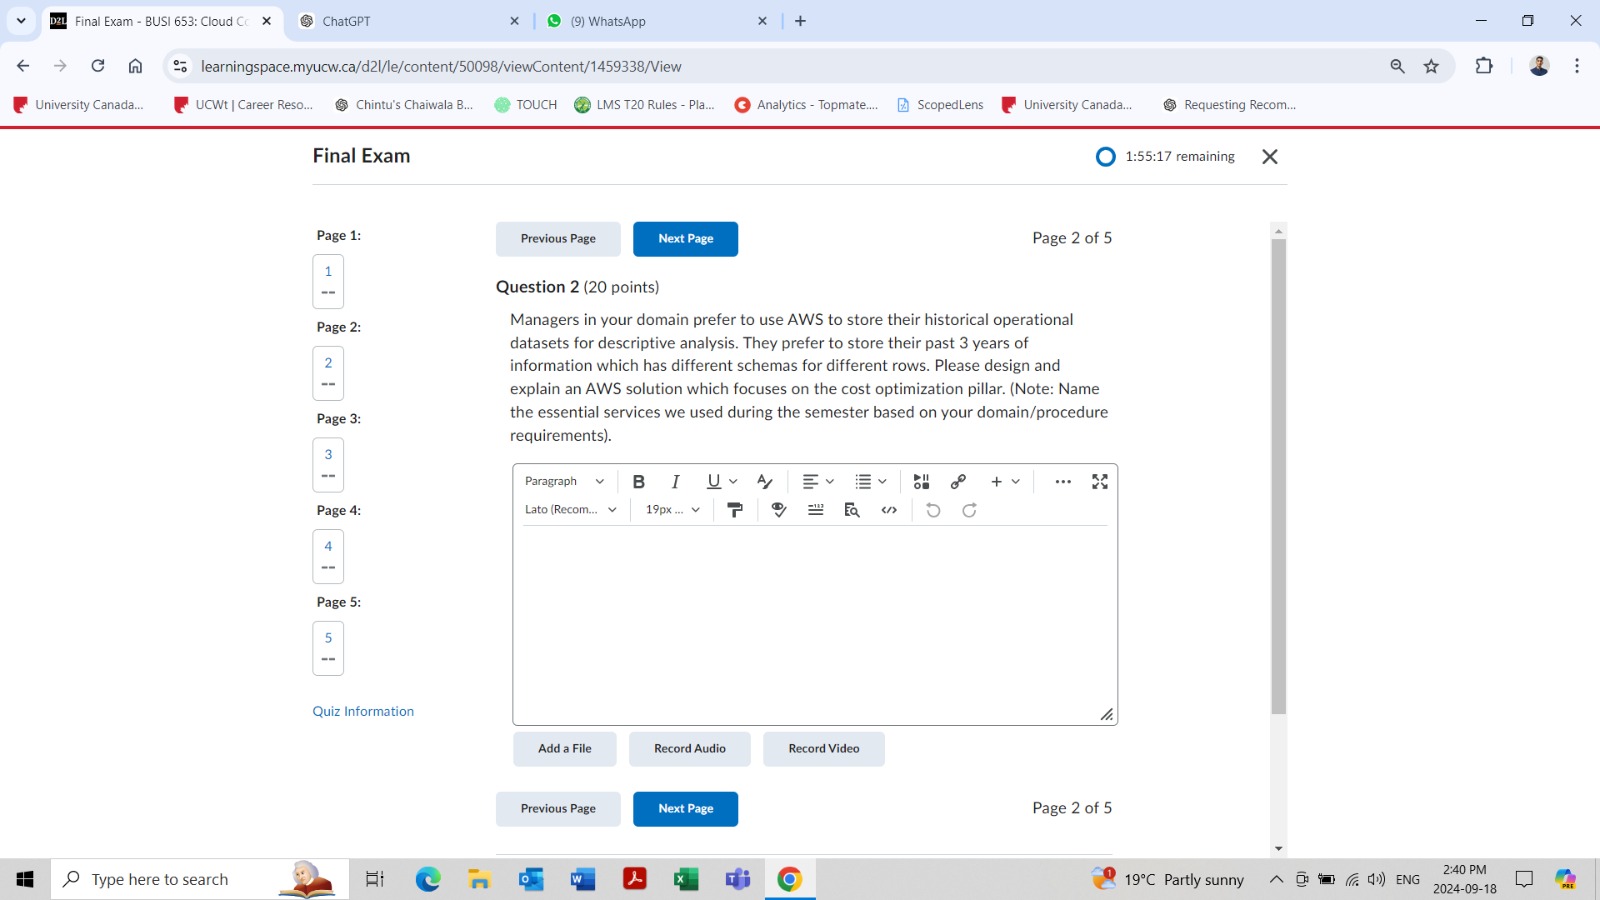 Final Exam - BUSI 653: Cloud Co
ChatGPT
(9) WhatsApp
learningspace.myucw.ca/d2l/le/content/50098/viewContent/1459338/View
University Canada...
UCWt | Career Reso...
Chintu's Chaiwala B...
TOUCH
LMS T20 Rules - Pla...
Analytics - Topmate....
ScopedLens
University Canada...
Requesting Recom...
Final Exam
1:55:17 remaining
Page 1:
1
--
Page 2:
2
--
Page 3:
3
--
Page 4:
4
--
Page 5:
5
--
Quiz Information
Previous Page
Next Page
Page 2 of 5
Question 2 (20 points)
Managers in your domain prefer to use AWS to store their historical operational
datasets for descriptive analysis. They prefer to store their past 3 years of
information which has different schemas for different rows. Please design and
explain an AWS solution which focuses on the cost optimization pillar. (Note: Name
the essential services we used during the semester based on your domain/procedure
requirements).
Paragraph
Lato (Recom...
19px ...
Add a File
Record Audio
Record Video
Previous Page
Next Page
Page 2 of 5
Type here to search
19°C Partly sunny
ENG
2:40 PM
2024-09-18